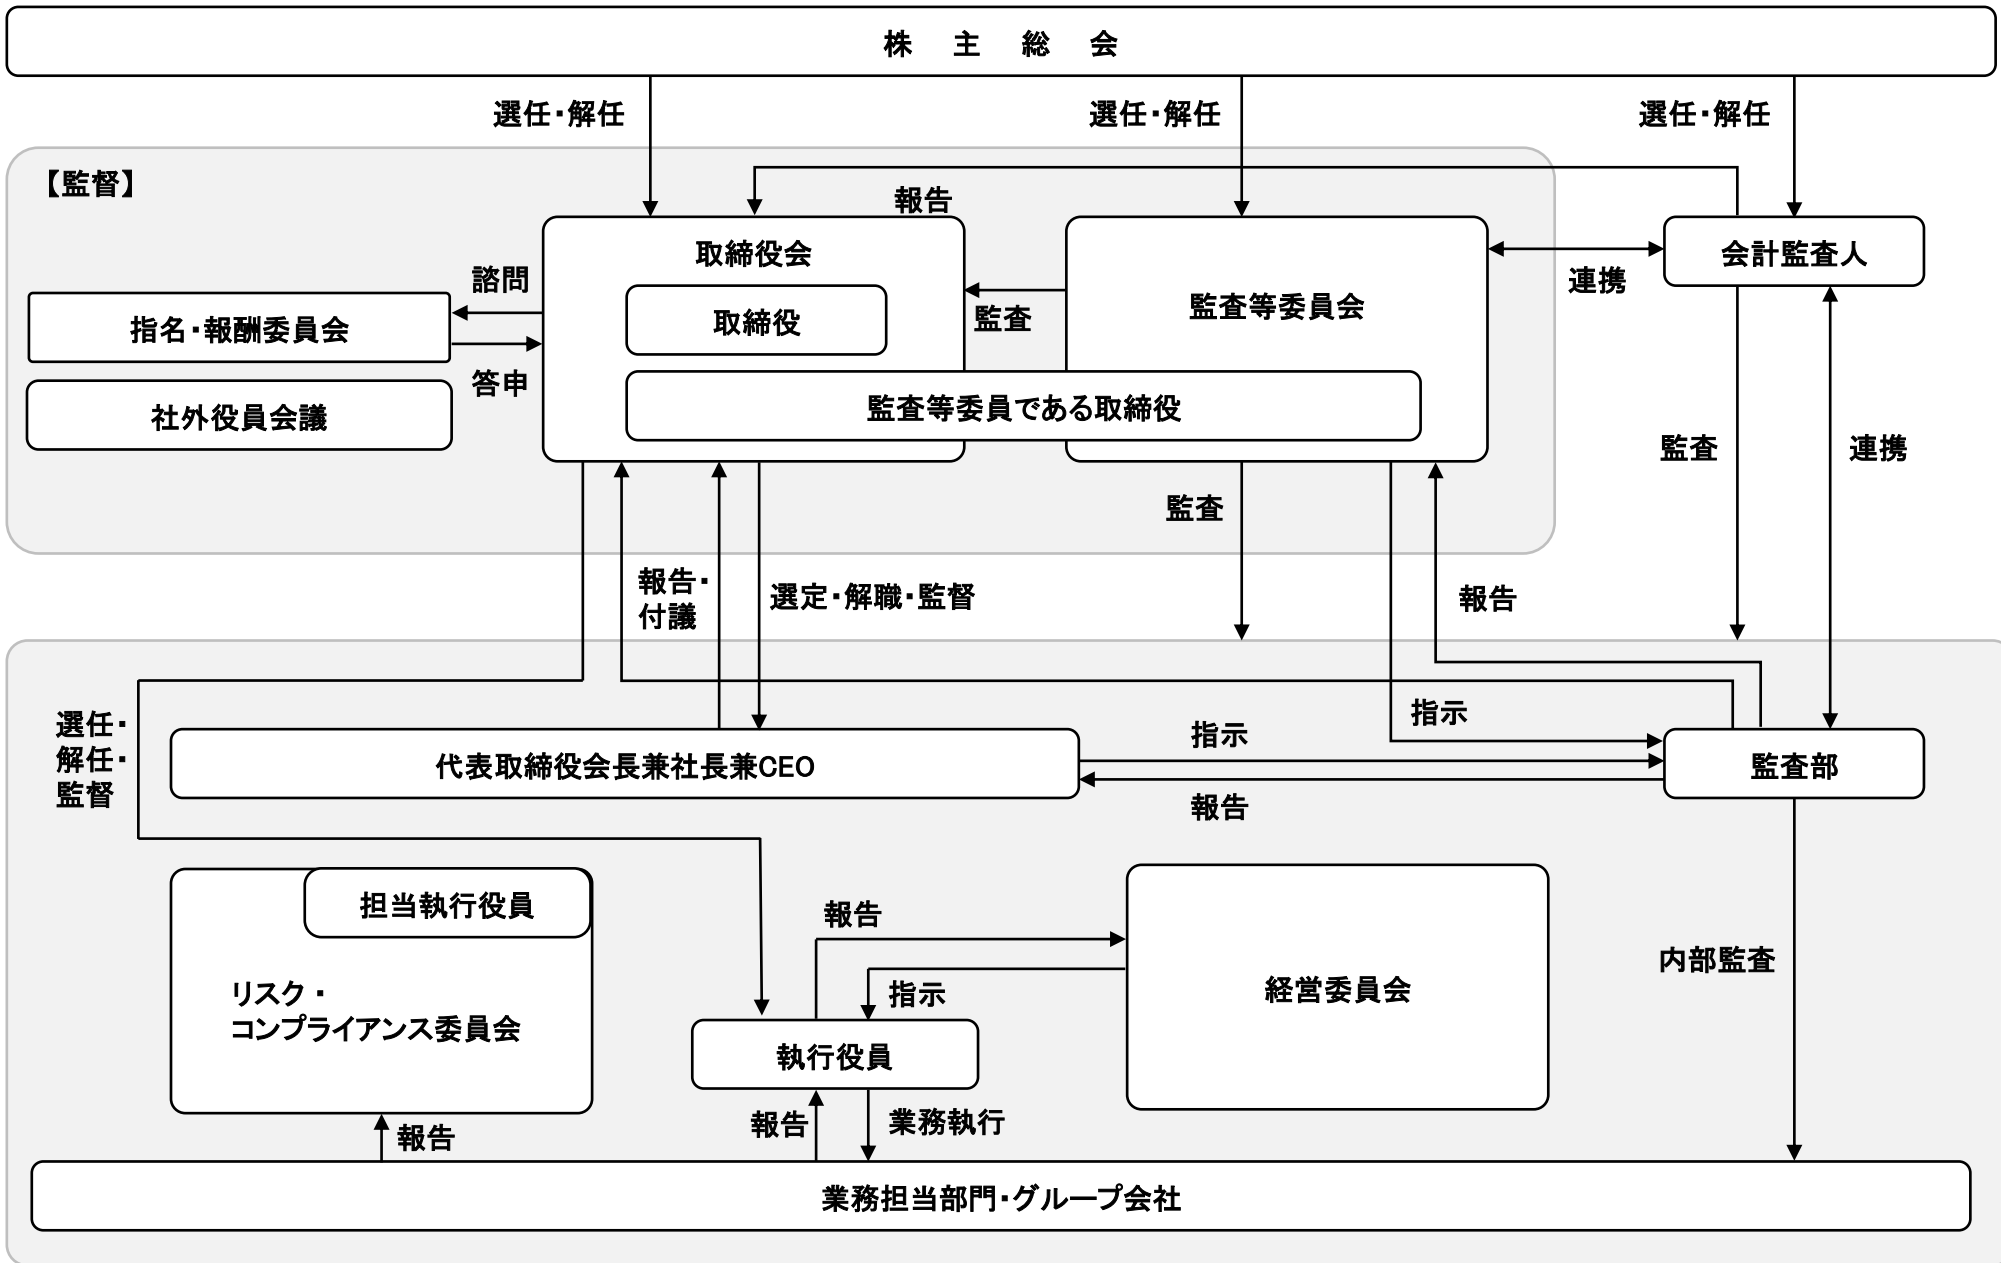 株 主 総 会
選任・解任
選任・解任
選任・解任
【監督】
報告
取締役会
会計監査人
諮問
連携
監査等委員会
監査
取締役
指名・報酬委員会
答申
監査等委員である取締役
社外役員会議
監査
連携
監査
報告・
付議
選定・解職・監督
報告
選任・
解任・
監督
指示
指示
代表取締役会長兼社長兼CEO
監査部
報告
担当執行役員
報告
内部監査
リスク・
コンプライアンス委員会
指示
経営委員会
執行役員
報告
報告
業務執行
業務担当部門・グループ会社